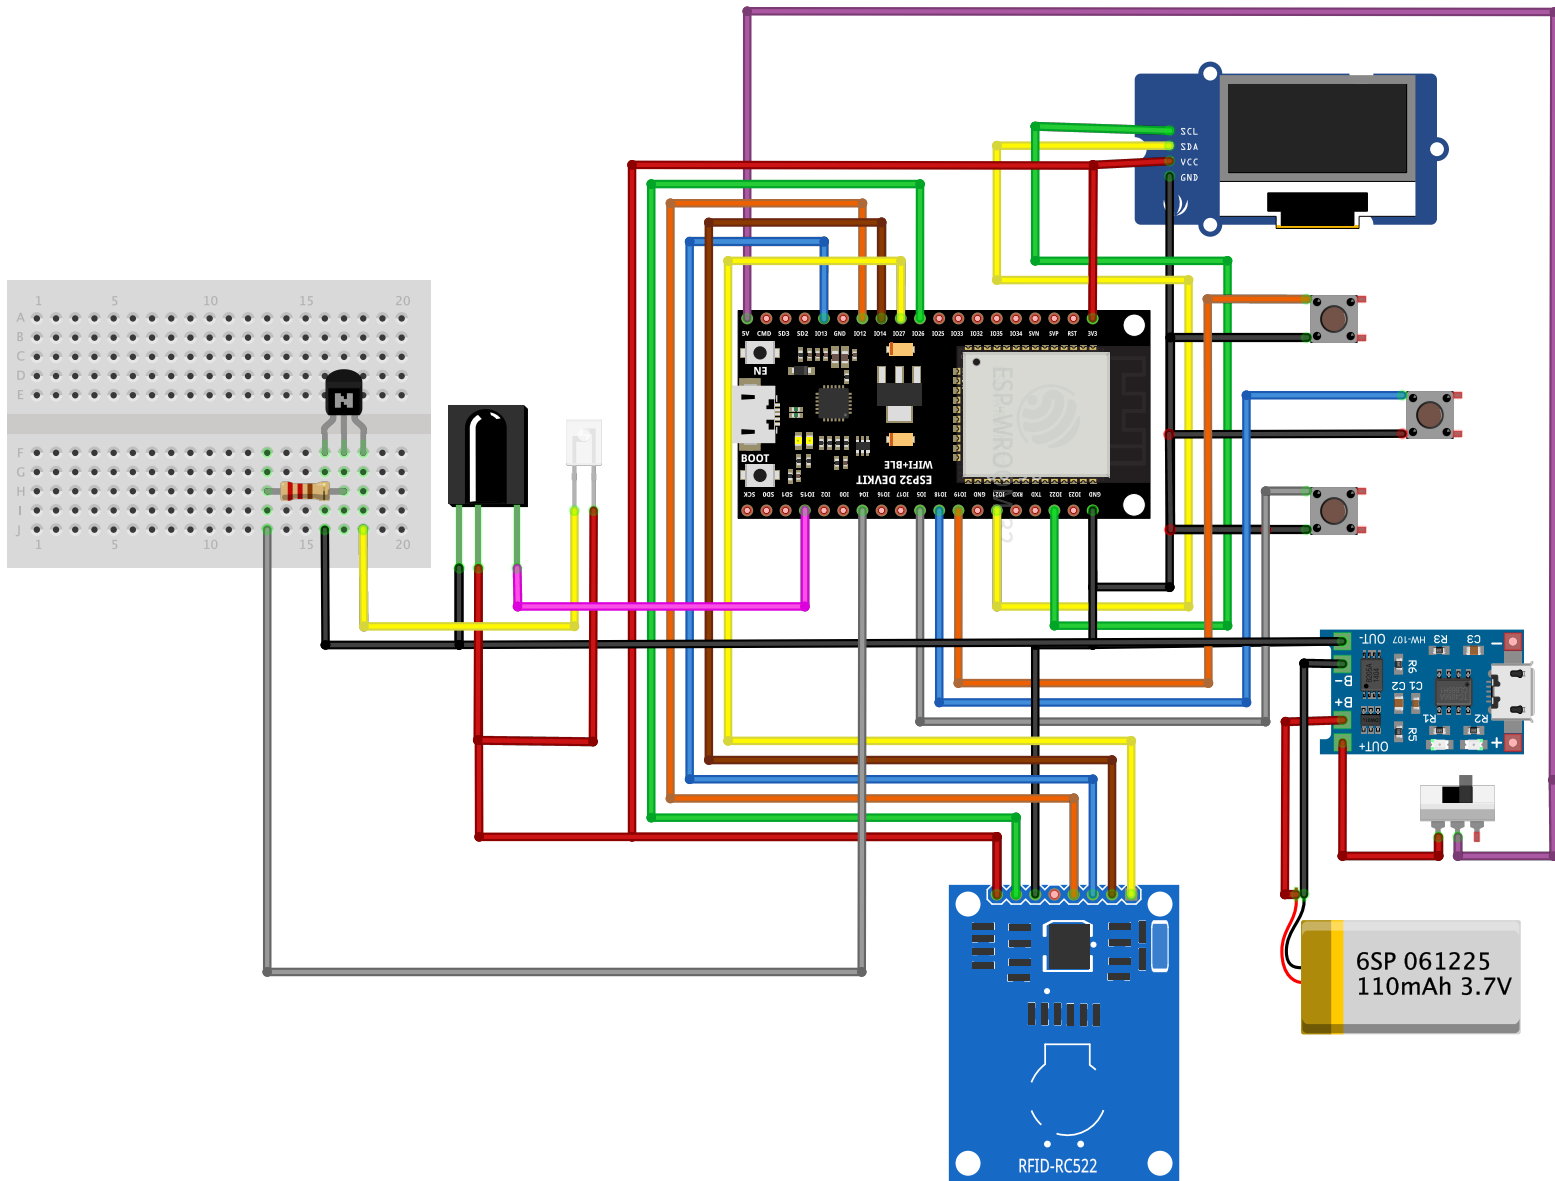 SCL
SDA
VCC
GND
1 5 10 15 20
A
B
C
D
E
F
G
H
I
J
1 5 10 15 20
5V CMD SD3 SD2 IO13 GND IO12 IO14 IO27 IO26 IO25 IO33 IO32 IO35 IO34 SVN SVP RST 3V3
EN
BOOT
WIFI+BLE
ESP32 DEVKIT
ESP-WROOM-32
SCK SD0 SD1 IO15 IO2 IO0 IO4 IO16 IO17 IO5 IO18 IO19 GND IO21 RXD TXD IO22 IO23 GND
OUT- HW-107 R3 C3 -
B- R6
B+ C2 C1
R1 R2
OUT+ R5 +
6SP 061225
110mAh 3.7V
RFID-RC522